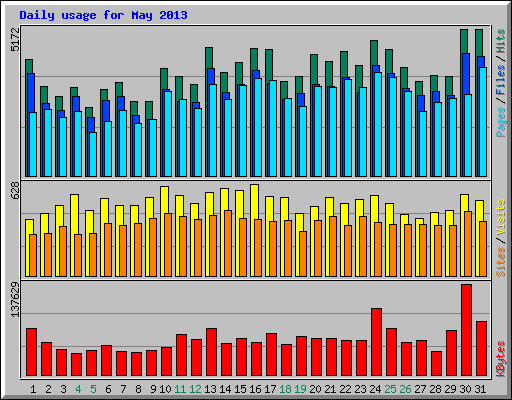 Daily usage for May 2013
5172
Pages / Files / Hits
628
Sites / Visits
137629
KBytes
1 2 3 4 5 6 7 8 9 10 11 12 13 14 15 16 17 18 19 20 21 22 23 24 25 26 27 28 29 30 31